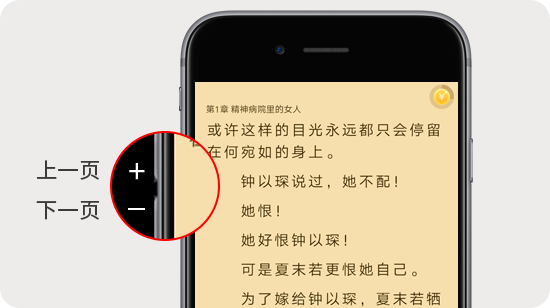 第1章 精神病院里的女人
或许这样的目光永远都只会停留
在何宛如的身上。
钟以琛说过，她不配！
她恨！
她好恨钟以琛！
可是夏末若更恨她自己。
为了嫁给钟以琛，夏末若牺
上一页 +
下一页 −